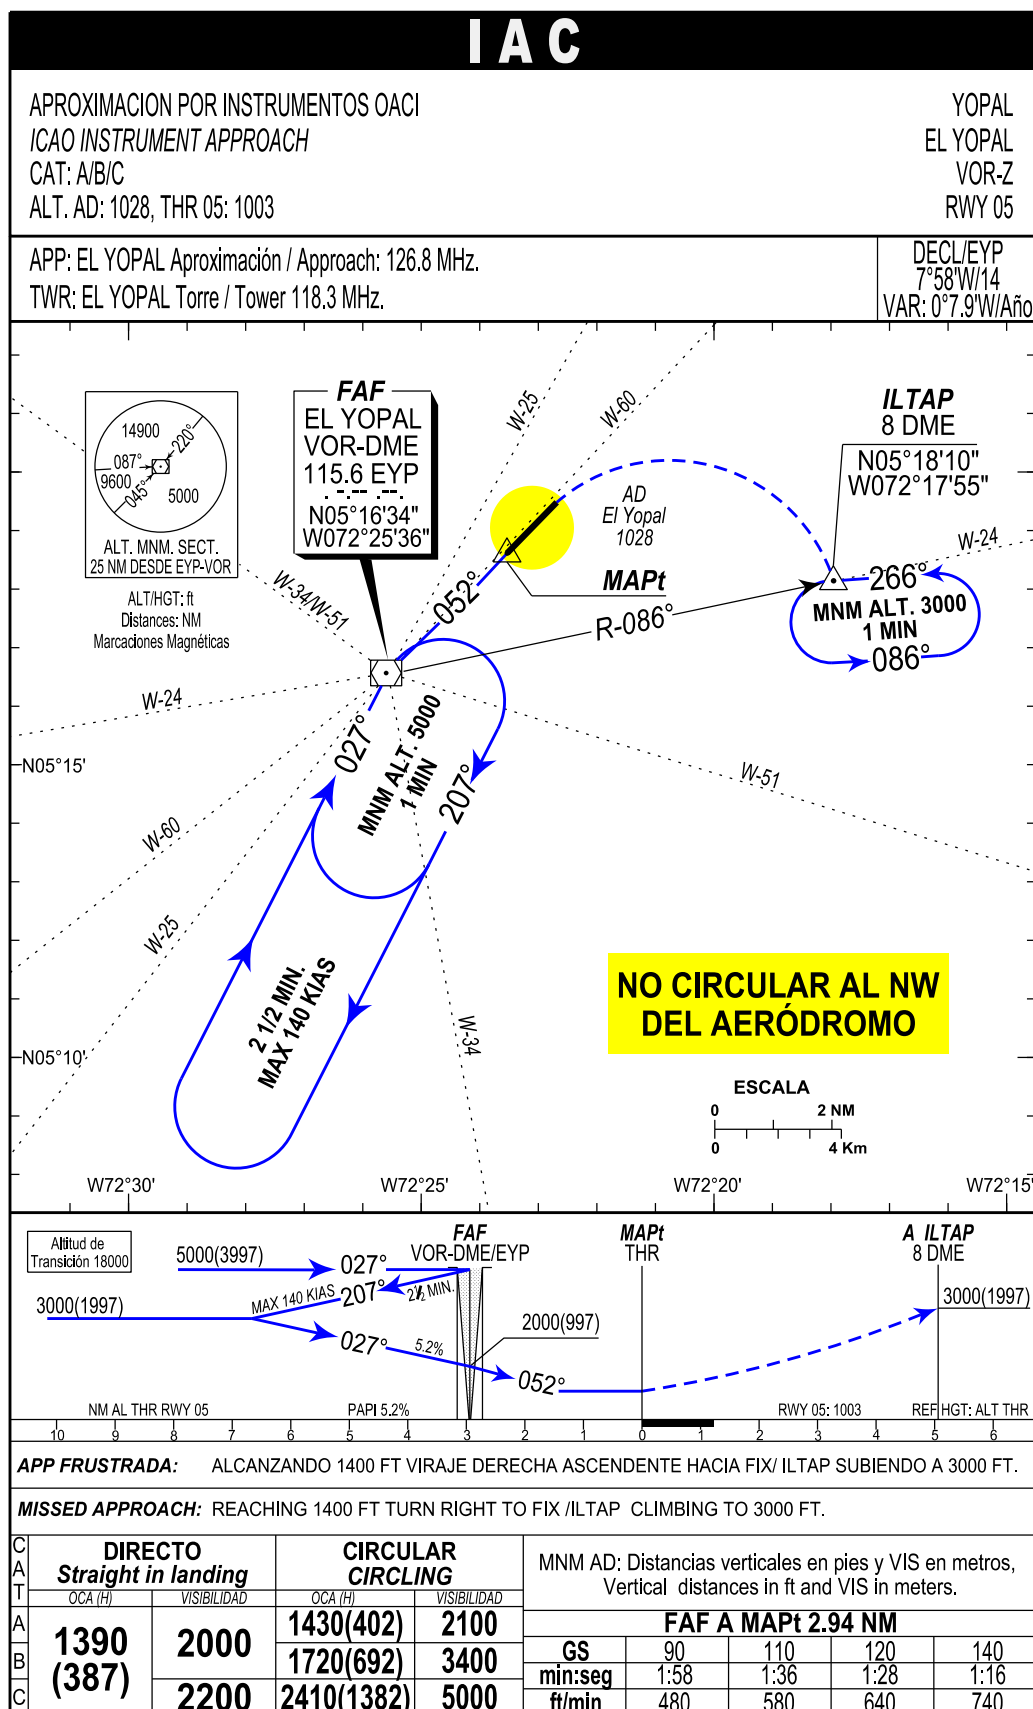 IAC
APROXIMACION POR INSTRUMENTOS OACI
ICAO INSTRUMENT APPROACH
CAT: A/B/C
ALT. AD: 1028, THR 05: 1003
YOPAL
EL YOPAL
VOR-Z
RWY 05
APP: EL YOPAL Aproximación / Approach: 126.8 MHz.
TWR: EL YOPAL Torre / Tower 118.3 MHz.
DECL/EYP
7°58'W/14
VAR: 0°7.9'W/Año
14900
087°
220°
9600
045°
5000
ALT. MNM. SECT.
25 NM DESDE EYP-VOR
ALT/HGT: ft
Distances: NM
Marcaciones Magnéticas
FAF
EL YOPAL
VOR-DME
115.6 EYP
N05°16'34"
W072°25'36"
W-25
W-60
ILTAP
8 DME
N05°18'10"
W072°17'55"
AD
El Yopal
1028
MAPt
W-24
W-34/W-51
052°
R-086°
266°
MNM ALT. 3000
1 MIN
086°
W-24
027°
MNM ALT. 5000
1 MIN
207°
N05°15'
W-51
W-60
W-25
2 1/2 MIN.
MAX 140 KIAS
W-34
NO CIRCULAR AL NW
DEL AERÓDROMO
N05°10'
ESCALA
0 2 NM
0 4 Km
W72°30' W72°25' W72°20' W72°15'
Altitud de
Transición 18000
FAF
VOR-DME/EYP
MAPt
THR
A ILTAP
8 DME
5000(3997)
027°
MAX 140 KIAS
207°
2½ MIN.
3000(1997)
027°
5.2%
2000(997)
052°
3000(1997)
NM AL THR RWY 05
PAPI 5.2%
RWY 05: 1003
REF HGT: ALT THR
10 9 8 7 6 5 4 3 2 1 0 1 2 3 4 5 6
APP FRUSTRADA: ALCANZANDO 1400 FT VIRAJE DERECHA ASCENDENTE HACIA FIX/ ILTAP SUBIENDO A 3000 FT.
MISSED APPROACH: REACHING 1400 FT TURN RIGHT TO FIX /ILTAP CLIMBING TO 3000 FT.
CAT
DIRECTO
Straight in landing
OCA (H) VISIBILIDAD
CIRCULAR
CIRCLING
OCA (H) VISIBILIDAD
MNM AD: Distancias verticales en pies y VIS en metros,
Vertical distances in ft and VIS in meters.
A 1390 (387) 2000 1430(402) 2100
B 1720(692) 3400
C 2200 2410(1382) 5000
FAF A MAPt 2.94 NM
GS 90 110 120 140
min:seg 1:58 1:36 1:28 1:16
ft/min 480 580 640 740